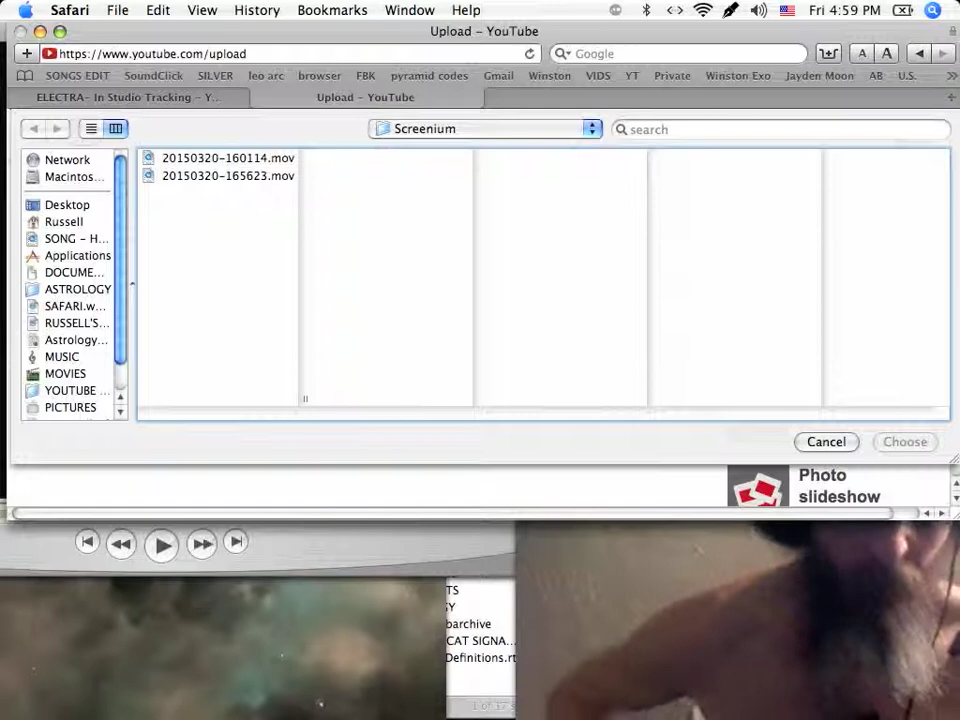 Safari File Edit View History Bookmarks Window Help Fri 4:59 PM
Upload – YouTube
https://www.youtube.com/upload Google A A
SONGS EDIT SoundClick SILVER leo arc browser FBK pyramid codes Gmail Winston VIDS YT Private Winston Exo Jayden Moon AB U.S.
ELECTRA– In Studio Tracking – Y... Upload – YouTube
Screenium search
Network
Macintos...
Desktop
Russell
SONG – H...
Applications
DOCUME...
ASTROLOGY
SAFARI.w...
RUSSELL'S...
Astrology...
MUSIC
MOVIES
YOUTUBE ...
PICTURES
20150320-160114.mov
20150320-165623.mov
Cancel Choose
Photo
slideshow
TS
GY
barchive
CAT SIGNA...
Definitions.rt